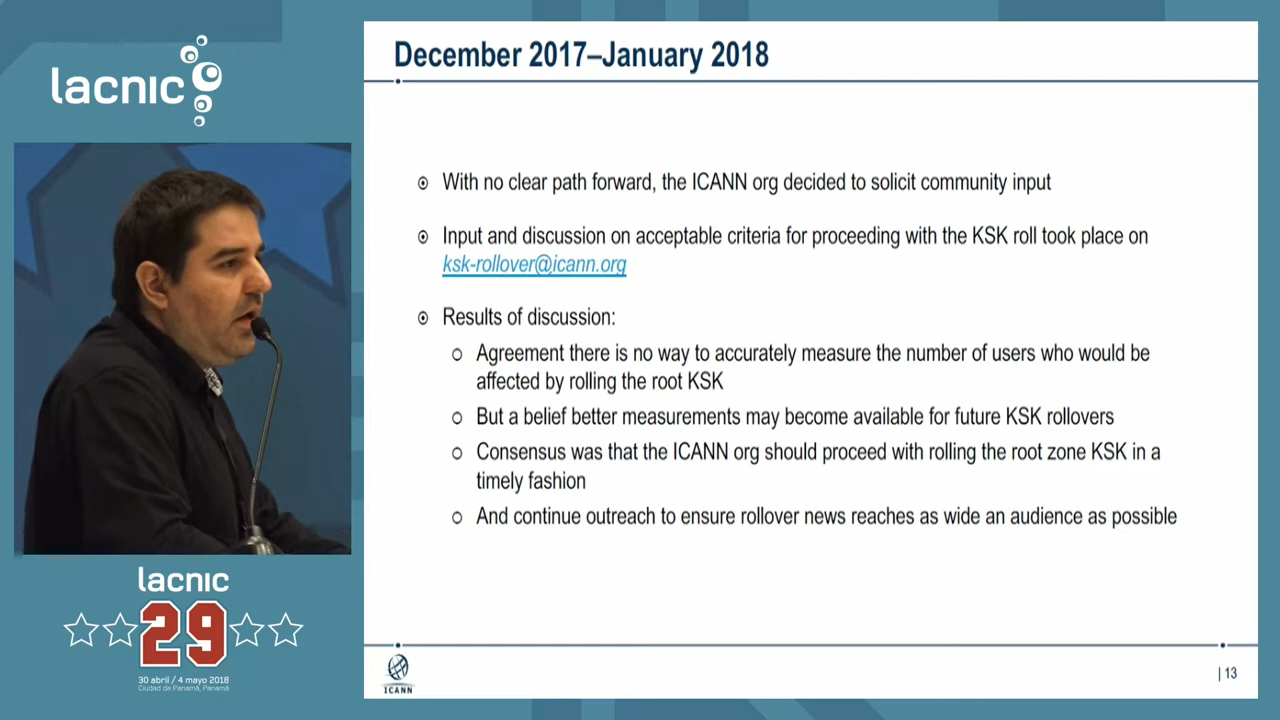 lacnic
lacnic
29
30 abril / 4 mayo 2018
Ciudad de Panamá, Panamá
December 2017–January 2018
With no clear path forward, the ICANN org decided to solicit community input
Input and discussion on acceptable criteria for proceeding with the KSK roll took place on
ksk-rollover@icann.org
Results of discussion:
Agreement there is no way to accurately measure the number of users who would be
affected by rolling the root KSK
But a belief better measurements may become available for future KSK rollovers
Consensus was that the ICANN org should proceed with rolling the root zone KSK in a
timely fashion
And continue outreach to ensure rollover news reaches as wide an audience as possible
ICANN
| 13